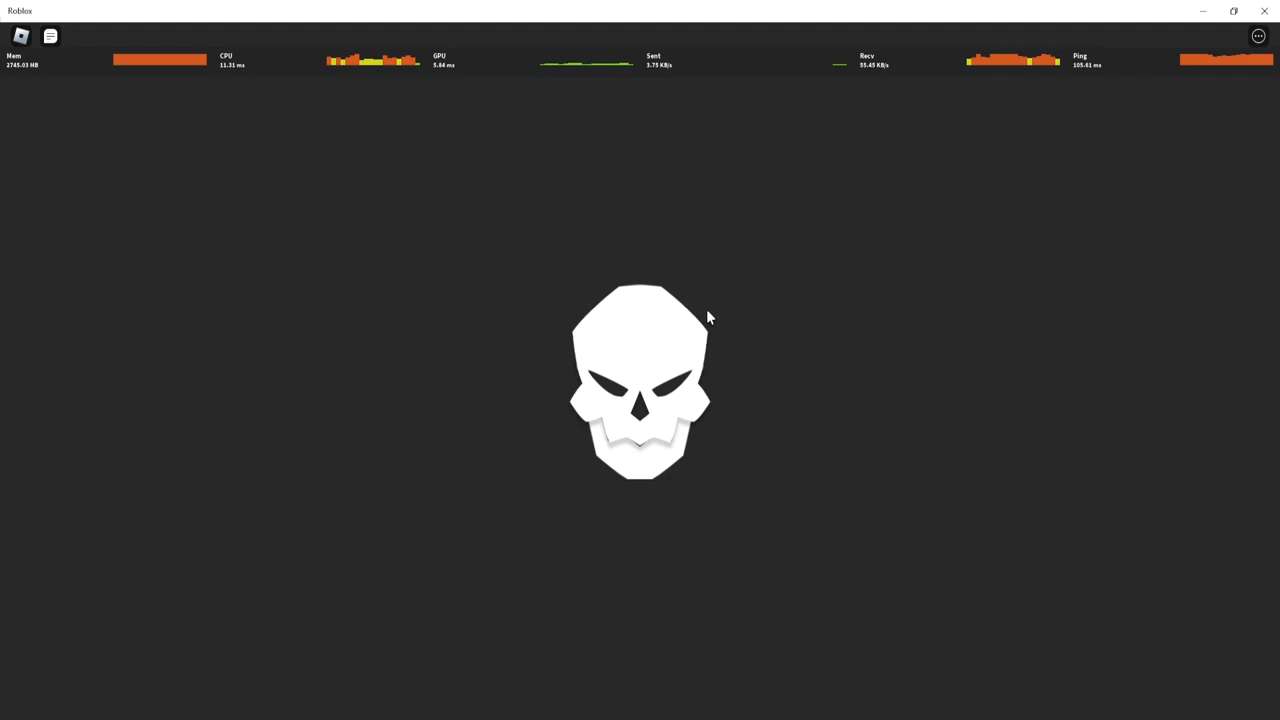 Roblox
Mem
2745.03 MB
CPU
11.31 ms
GPU
5.84 ms
Sent
3.75 KB/s
Recv
55.45 KB/s
Ping
105.61 ms